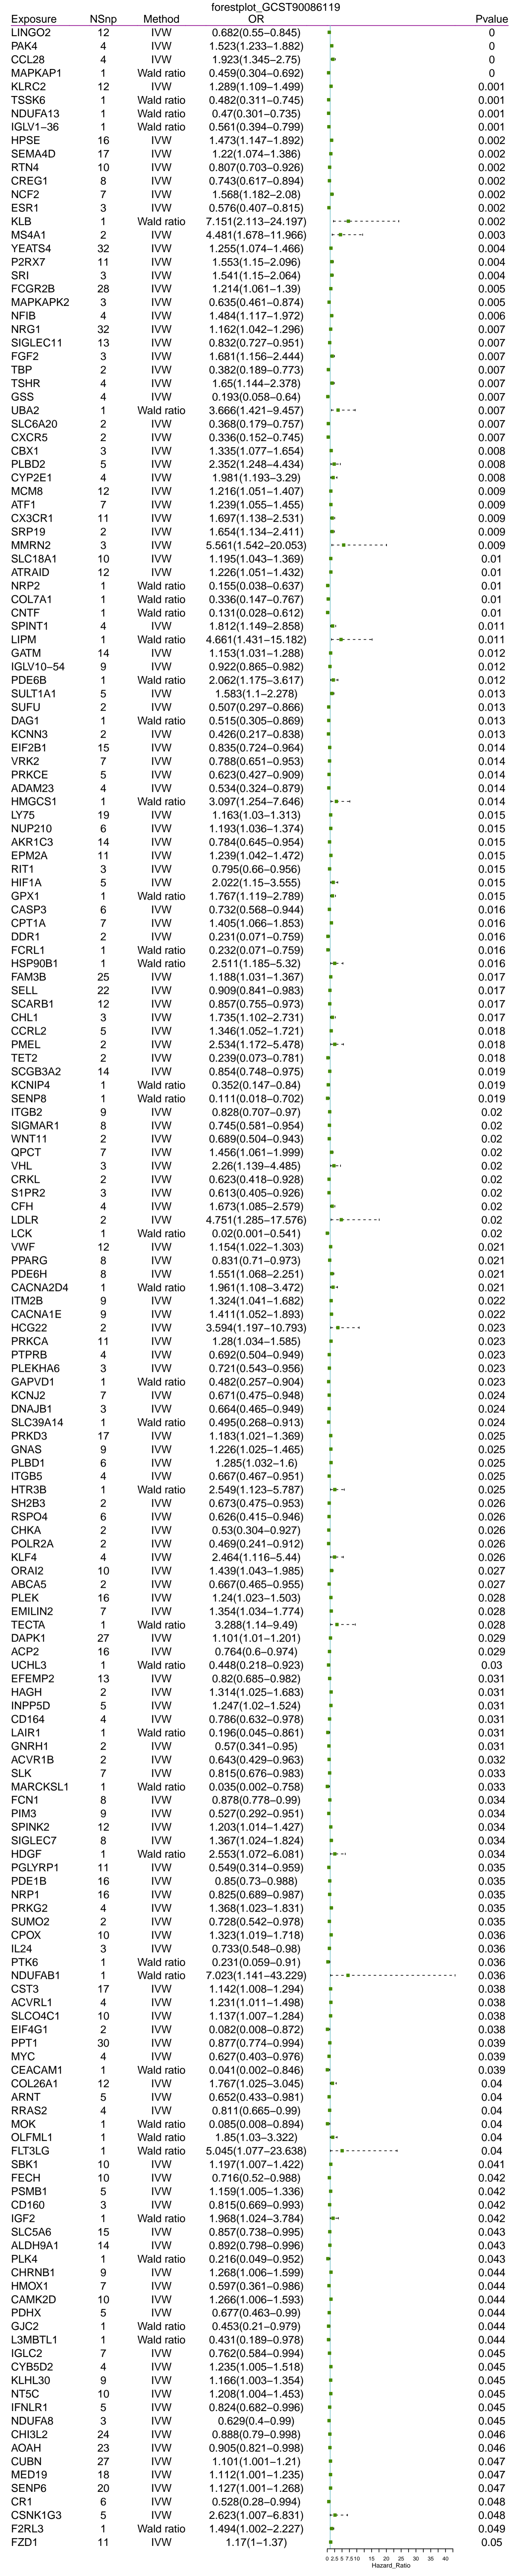 forestplot_GCST90086119
Exposure NSnp Method OR Pvalue
LINGO2 12 IVW 0.682(0.55-0.845) 0
PAK4 4 IVW 1.523(1.233-1.882) 0
CCL28 4 IVW 1.923(1.345-2.75) 0
MAPKAP1 1 Wald ratio 0.459(0.304-0.692) 0
KLRC2 12 IVW 1.289(1.109-1.499) 0.001
TSSK6 1 Wald ratio 0.482(0.311-0.745) 0.001
NDUFA13 1 Wald ratio 0.47(0.301-0.735) 0.001
IGLV1−36 1 Wald ratio 0.561(0.394-0.799) 0.001
HPSE 16 IVW 1.473(1.147-1.892) 0.002
SEMA4D 17 IVW 1.22(1.074-1.386) 0.002
RTN4 10 IVW 0.807(0.703-0.926) 0.002
CREG1 8 IVW 0.743(0.617-0.894) 0.002
NCF2 7 IVW 1.568(1.182-2.08) 0.002
ESR1 3 IVW 0.576(0.407-0.815) 0.002
KLB 1 Wald ratio 7.151(2.113-24.197) 0.002
MS4A1 2 IVW 4.481(1.678-11.966) 0.003
YEATS4 32 IVW 1.255(1.074-1.466) 0.004
P2RX7 11 IVW 1.553(1.15-2.096) 0.004
SRI 3 IVW 1.541(1.15-2.064) 0.004
FCGR2B 28 IVW 1.214(1.061-1.39) 0.005
MAPKAPK2 3 IVW 0.635(0.461-0.874) 0.005
NFIB 4 IVW 1.484(1.117-1.972) 0.006
NRG1 32 IVW 1.162(1.042-1.296) 0.007
SIGLEC11 13 IVW 0.832(0.727-0.951) 0.007
FGF2 3 IVW 1.681(1.156-2.444) 0.007
TBP 2 IVW 0.382(0.189-0.773) 0.007
TSHR 4 IVW 1.65(1.144-2.378) 0.007
GSS 4 IVW 0.193(0.058-0.64) 0.007
UBA2 1 Wald ratio 3.666(1.421-9.457) 0.007
SLC6A20 2 IVW 0.368(0.179-0.757) 0.007
CXCR5 2 IVW 0.336(0.152-0.745) 0.007
CBX1 3 IVW 1.335(1.077-1.654) 0.008
PLBD2 5 IVW 2.352(1.248-4.434) 0.008
CYP2E1 4 IVW 1.981(1.193-3.29) 0.008
MCM8 12 IVW 1.216(1.051-1.407) 0.009
ATF1 7 IVW 1.239(1.055-1.455) 0.009
CX3CR1 11 IVW 1.697(1.138-2.531) 0.009
SRP19 2 IVW 1.654(1.134-2.411) 0.009
MMRN2 3 IVW 5.561(1.542-20.053) 0.009
SLC18A1 10 IVW 1.195(1.043-1.369) 0.01
ATRAID 12 IVW 1.226(1.051-1.432) 0.01
NRP2 1 Wald ratio 0.155(0.038-0.637) 0.01
COL7A1 1 Wald ratio 0.336(0.147-0.767) 0.01
CNTF 1 Wald ratio 0.131(0.028-0.612) 0.01
SPINT1 4 IVW 1.812(1.149-2.858) 0.011
LIPM 1 Wald ratio 4.661(1.431-15.182) 0.011
GATM 14 IVW 1.153(1.031-1.288) 0.012
IGLV10−54 9 IVW 0.922(0.865-0.982) 0.012
PDE6B 1 Wald ratio 2.062(1.175-3.617) 0.012
SULT1A1 5 IVW 1.583(1.1-2.278) 0.013
SUFU 2 IVW 0.507(0.297-0.866) 0.013
DAG1 1 Wald ratio 0.515(0.305-0.869) 0.013
KCNN3 2 IVW 0.426(0.217-0.838) 0.013
EIF2B1 15 IVW 0.835(0.724-0.964) 0.014
VRK2 7 IVW 0.788(0.651-0.953) 0.014
PRKCE 5 IVW 0.623(0.427-0.909) 0.014
ADAM23 4 IVW 0.534(0.324-0.879) 0.014
HMGCS1 1 Wald ratio 3.097(1.254-7.646) 0.014
LY75 19 IVW 1.163(1.03-1.313) 0.015
NUP210 6 IVW 1.193(1.036-1.374) 0.015
AKR1C3 14 IVW 0.784(0.645-0.954) 0.015
EPM2A 11 IVW 1.239(1.042-1.472) 0.015
RIT1 3 IVW 0.795(0.66-0.956) 0.015
HIF1A 5 IVW 2.022(1.15-3.555) 0.015
GPX1 1 Wald ratio 1.767(1.119-2.789) 0.015
CASP3 6 IVW 0.732(0.568-0.944) 0.016
CPT1A 7 IVW 1.405(1.066-1.853) 0.016
DDR1 2 IVW 0.231(0.071-0.759) 0.016
FCRL1 1 Wald ratio 0.232(0.071-0.759) 0.016
HSP90B1 1 Wald ratio 2.511(1.185-5.32) 0.016
FAM3B 25 IVW 1.188(1.031-1.367) 0.017
SELL 22 IVW 0.909(0.841-0.983) 0.017
SCARB1 12 IVW 0.857(0.755-0.973) 0.017
CHL1 3 IVW 1.735(1.102-2.731) 0.017
CCRL2 5 IVW 1.346(1.052-1.721) 0.018
PMEL 2 IVW 2.534(1.172-5.478) 0.018
TET2 2 IVW 0.239(0.073-0.781) 0.018
SCGB3A2 14 IVW 0.854(0.748-0.975) 0.019
KCNIP4 1 Wald ratio 0.352(0.147-0.84) 0.019
SENP8 1 Wald ratio 0.111(0.018-0.702) 0.019
ITGB2 9 IVW 0.828(0.707-0.97) 0.02
SIGMAR1 8 IVW 0.745(0.581-0.954) 0.02
WNT11 2 IVW 0.689(0.504-0.943) 0.02
QPCT 7 IVW 1.456(1.061-1.999) 0.02
VHL 3 IVW 2.26(1.139-4.485) 0.02
CRKL 2 IVW 0.623(0.418-0.928) 0.02
S1PR2 3 IVW 0.613(0.405-0.926) 0.02
CFH 4 IVW 1.673(1.085-2.579) 0.02
LDLR 2 IVW 4.751(1.285-17.576) 0.02
LCK 1 Wald ratio 0.02(0.001-0.541) 0.02
VWF 12 IVW 1.154(1.022-1.303) 0.021
PPARG 8 IVW 0.831(0.71-0.973) 0.021
PDE6H 8 IVW 1.551(1.068-2.251) 0.021
CACNA2D4 1 Wald ratio 1.961(1.108-3.472) 0.021
ITM2B 9 IVW 1.324(1.041-1.682) 0.022
CACNA1E 9 IVW 1.411(1.052-1.893) 0.022
HCG22 2 IVW 3.594(1.197-10.793) 0.023
PRKCA 11 IVW 1.28(1.034-1.585) 0.023
PTPRB 4 IVW 0.692(0.504-0.949) 0.023
PLEKHA6 3 IVW 0.721(0.543-0.956) 0.023
GAPVD1 1 Wald ratio 0.482(0.257-0.904) 0.023
KCNJ2 7 IVW 0.671(0.475-0.948) 0.024
DNAJB1 3 IVW 0.664(0.465-0.949) 0.024
SLC39A14 1 Wald ratio 0.495(0.268-0.913) 0.024
PRKD3 17 IVW 1.183(1.021-1.369) 0.025
GNAS 9 IVW 1.226(1.025-1.465) 0.025
PLBD1 6 IVW 1.285(1.032-1.6) 0.025
ITGB5 4 IVW 0.667(0.467-0.951) 0.025
HTR3B 1 Wald ratio 2.549(1.123-5.787) 0.025
SH2B3 2 IVW 0.673(0.475-0.953) 0.026
RSPO4 6 IVW 0.626(0.415-0.946) 0.026
CHKA 2 IVW 0.53(0.304-0.927) 0.026
POLR2A 2 IVW 0.469(0.241-0.912) 0.026
KLF4 4 IVW 2.464(1.116-5.44) 0.026
ORAI2 10 IVW 1.439(1.043-1.985) 0.027
ABCA5 2 IVW 0.667(0.465-0.955) 0.027
PLEK 16 IVW 1.24(1.023-1.503) 0.028
EMILIN2 7 IVW 1.354(1.034-1.774) 0.028
TECTA 1 Wald ratio 3.288(1.14-9.49) 0.028
DAPK1 27 IVW 1.101(1.01-1.201) 0.029
ACP2 16 IVW 0.764(0.6-0.974) 0.029
UCHL3 1 Wald ratio 0.448(0.218-0.923) 0.03
EFEMP2 13 IVW 0.82(0.685-0.982) 0.031
HAGH 2 IVW 1.314(1.025-1.683) 0.031
INPP5D 5 IVW 1.247(1.02-1.524) 0.031
CD164 4 IVW 0.786(0.632-0.978) 0.031
LAIR1 1 Wald ratio 0.196(0.045-0.861) 0.031
GNRH1 2 IVW 0.57(0.341-0.95) 0.031
ACVR1B 2 IVW 0.643(0.429-0.963) 0.032
SLK 7 IVW 0.815(0.676-0.983) 0.033
MARCKSL1 1 Wald ratio 0.035(0.002-0.758) 0.033
FCN1 8 IVW 0.878(0.778-0.99) 0.034
PIM3 9 IVW 0.527(0.292-0.951) 0.034
SPINK2 12 IVW 1.203(1.014-1.427) 0.034
SIGLEC7 8 IVW 1.367(1.024-1.824) 0.034
HDGF 1 Wald ratio 2.553(1.072-6.081) 0.034
PGLYRP1 11 IVW 0.549(0.314-0.959) 0.035
PDE1B 16 IVW 0.85(0.73-0.988) 0.035
NRP1 16 IVW 0.825(0.689-0.987) 0.035
PRKG2 4 IVW 1.368(1.023-1.831) 0.035
SUMO2 2 IVW 0.728(0.542-0.978) 0.035
CPOX 10 IVW 1.323(1.019-1.718) 0.036
IL24 3 IVW 0.733(0.548-0.98) 0.036
PTK6 1 Wald ratio 0.231(0.059-0.91) 0.036
NDUFAB1 1 Wald ratio 7.023(1.141-43.229) 0.036
CST3 17 IVW 1.142(1.008-1.294) 0.038
ACVRL1 4 IVW 1.231(1.011-1.498) 0.038
SLCO4C1 10 IVW 1.137(1.007-1.284) 0.038
EIF4G1 2 IVW 0.082(0.008-0.872) 0.038
PPT1 30 IVW 0.877(0.774-0.994) 0.039
MYC 4 IVW 0.627(0.403-0.976) 0.039
CEACAM1 1 Wald ratio 0.041(0.002-0.846) 0.039
COL26A1 12 IVW 1.767(1.025-3.045) 0.04
ARNT 5 IVW 0.652(0.433-0.981) 0.04
RRAS2 4 IVW 0.811(0.665-0.99) 0.04
MOK 1 Wald ratio 0.085(0.008-0.894) 0.04
OLFML1 1 Wald ratio 1.85(1.03-3.322) 0.04
FLT3LG 1 Wald ratio 5.045(1.077-23.638) 0.04
SBK1 10 IVW 1.197(1.007-1.422) 0.041
FECH 10 IVW 0.716(0.52-0.988) 0.042
PSMB1 5 IVW 1.159(1.005-1.336) 0.042
CD160 3 IVW 0.815(0.669-0.993) 0.042
IGF2 1 Wald ratio 1.968(1.024-3.784) 0.042
SLC5A6 15 IVW 0.857(0.738-0.995) 0.043
ALDH9A1 14 IVW 0.892(0.798-0.996) 0.043
PLK4 1 Wald ratio 0.216(0.049-0.952) 0.043
CHRNB1 9 IVW 1.268(1.006-1.599) 0.044
HMOX1 7 IVW 0.597(0.361-0.986) 0.044
CAMK2D 10 IVW 1.266(1.006-1.593) 0.044
PDHX 5 IVW 0.677(0.463-0.99) 0.044
GJC2 1 Wald ratio 0.453(0.21-0.979) 0.044
L3MBTL1 1 Wald ratio 0.431(0.189-0.978) 0.044
IGLC2 7 IVW 0.762(0.584-0.994) 0.045
CYB5D2 4 IVW 1.235(1.005-1.518) 0.045
KLHL30 9 IVW 1.166(1.003-1.354) 0.045
NT5C 10 IVW 1.208(1.004-1.453) 0.045
IFNLR1 5 IVW 0.824(0.682-0.996) 0.045
NDUFA8 3 IVW 0.629(0.4-0.99) 0.045
CHI3L2 24 IVW 0.888(0.79-0.998) 0.046
AOAH 23 IVW 0.905(0.821-0.998) 0.046
CUBN 27 IVW 1.101(1.001-1.21) 0.047
MED19 18 IVW 1.112(1.001-1.235) 0.047
SENP6 20 IVW 1.127(1.001-1.268) 0.047
CR1 6 IVW 0.528(0.28-0.994) 0.048
CSNK1G3 5 IVW 2.623(1.007-6.831) 0.048
F2RL3 1 Wald ratio 1.494(1.002-2.227) 0.049
FZD1 11 IVW 1.17(1-1.37) 0.05
0 2.5 5 7.5 10 15 20 25 30 35 40
Hazard_Ratio